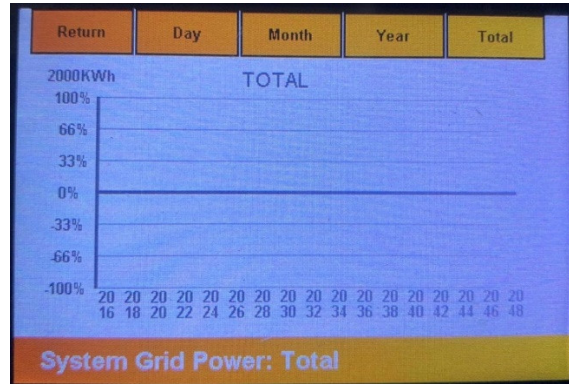 Return Day Month Year Total
2000KWh TOTAL
100%
66%
33%
0%
-33%
-66%
-100%
20 20 20 20 20 20 20 20 20 20 20 20 20 20 20 20 20
16 18 20 22 24 26 28 30 32 34 36 38 40 42 44 46 48
System Grid Power: Total